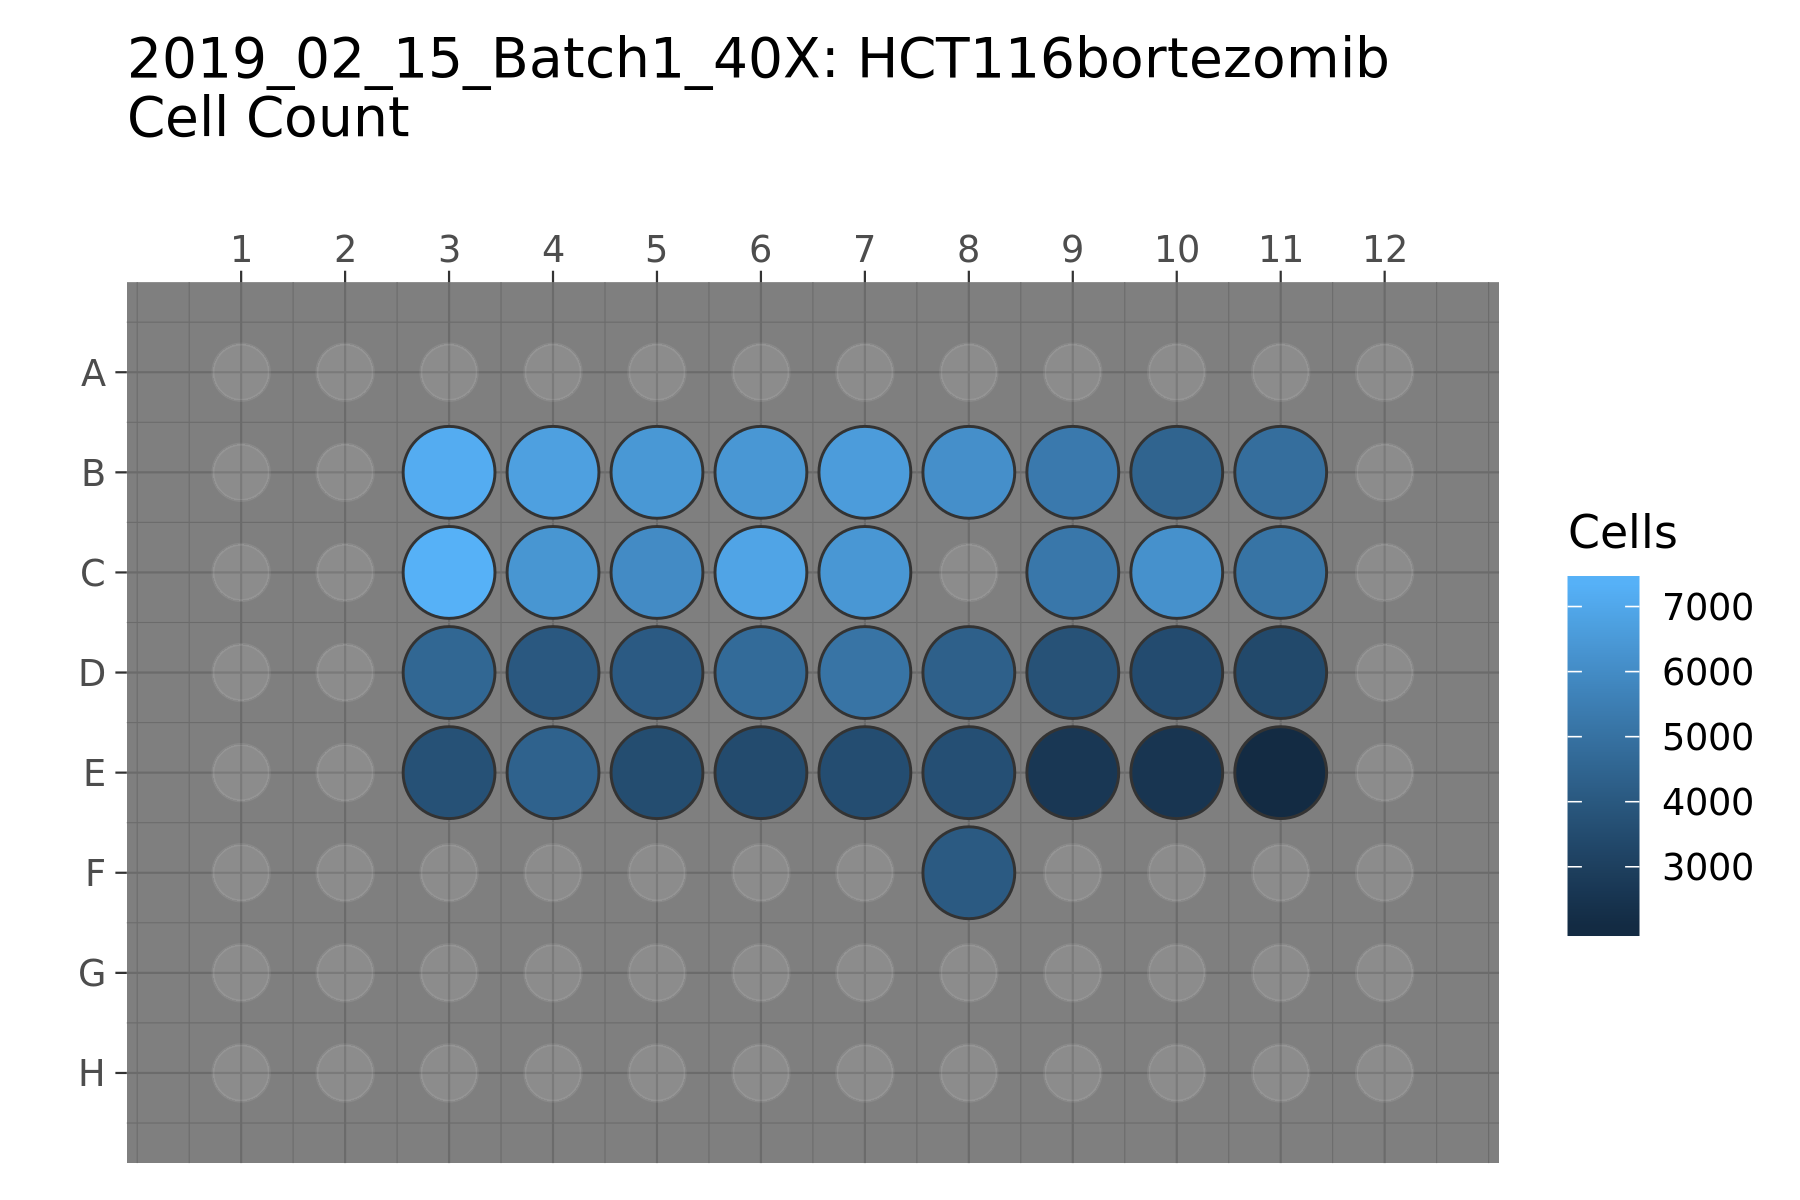 2019_02_15_Batch1_40X: HCT116bortezomib
Cell Count
1 2 3 4 5 6 7 8 9 10 11 12
A
B
C
D
E
F
G
H
Cells
7000
6000
5000
4000
3000